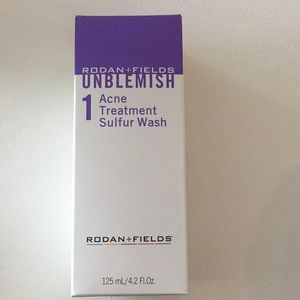 RODAN+FIELDS
UNBLEMISH
1 Acne
Treatment
Sulfur Wash
RODAN+FIELDS®
125 mL/4.2 Fl.Oz.